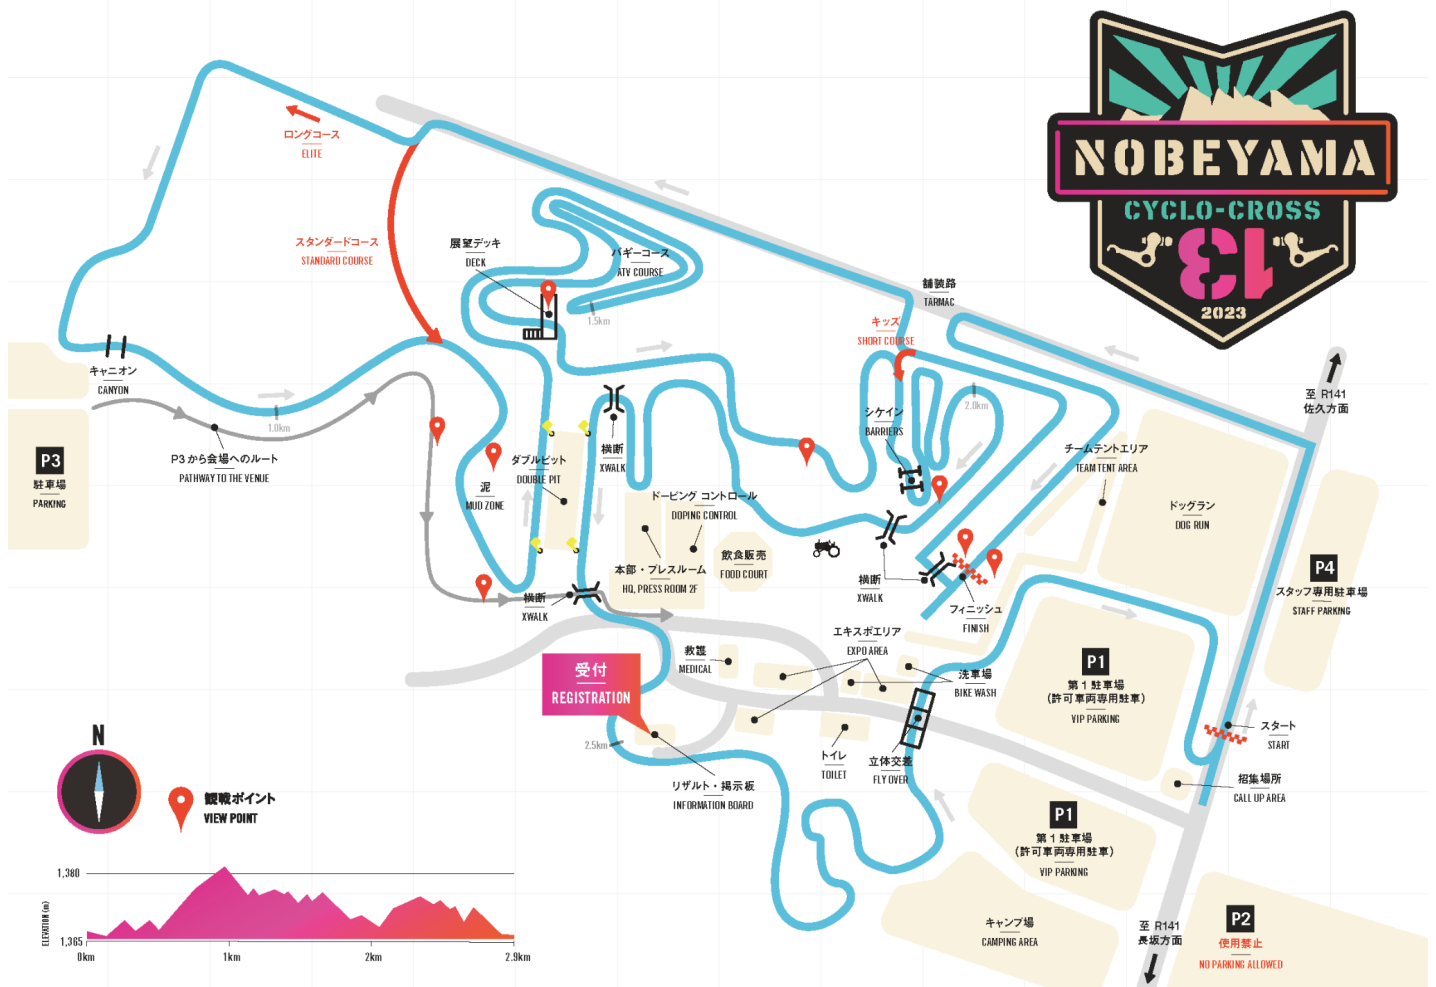 NOBEYAMA
CYCLO-CROSS
13
2023
ロングコース
ELITE
スタンダードコース
STANDARD COURSE
展望デッキ
DECK
バギーコース
ATV COURSE
1.5km
舗装路
TARMAC
キッズ
SHORT COURSE
キャニオン
CANYON
1.0km
P3から会場へのルート
PATHWAY TO THE VENUE
P3
駐車場
PARKING
泥
MUD ZONE
ダブルピット
DOUBLE PIT
横断
XWALK
シケイン
BARRIERS
2.0km
至 R141
佐久方面
チームテントエリア
TEAM TENT AREA
ドッグラン
DOG RUN
ドーピング コントロール
DOPING CONTROL
本部・プレスルーム
HQ, PRESS ROOM 2F
飲食販売
FOOD COURT
横断
XWALK
横断
XWALK
フィニッシュ
FINISH
P4
スタッフ専用駐車場
STAFF PARKING
エキスポエリア
EXPO AREA
救護
MEDICAL
洗車場
BIKE WASH
P1
第1駐車場
(許可車両専用駐車)
VIP PARKING
受付
REGISTRATION
2.5km
スタート
START
トイレ
TOILET
立体交差
FLY OVER
リザルト・掲示板
INFORMATION BOARD
招集場所
CALL UP AREA
P1
第1駐車場
(許可車両専用駐車)
VIP PARKING
キャンプ場
CAMPING AREA
至 R141
長坂方面
P2
使用禁止
NO PARKING ALLOWED
N
観戦ポイント
VIEW POINT
1,380
ELEVATION (m)
1,365
0km
1km
2km
2.9km